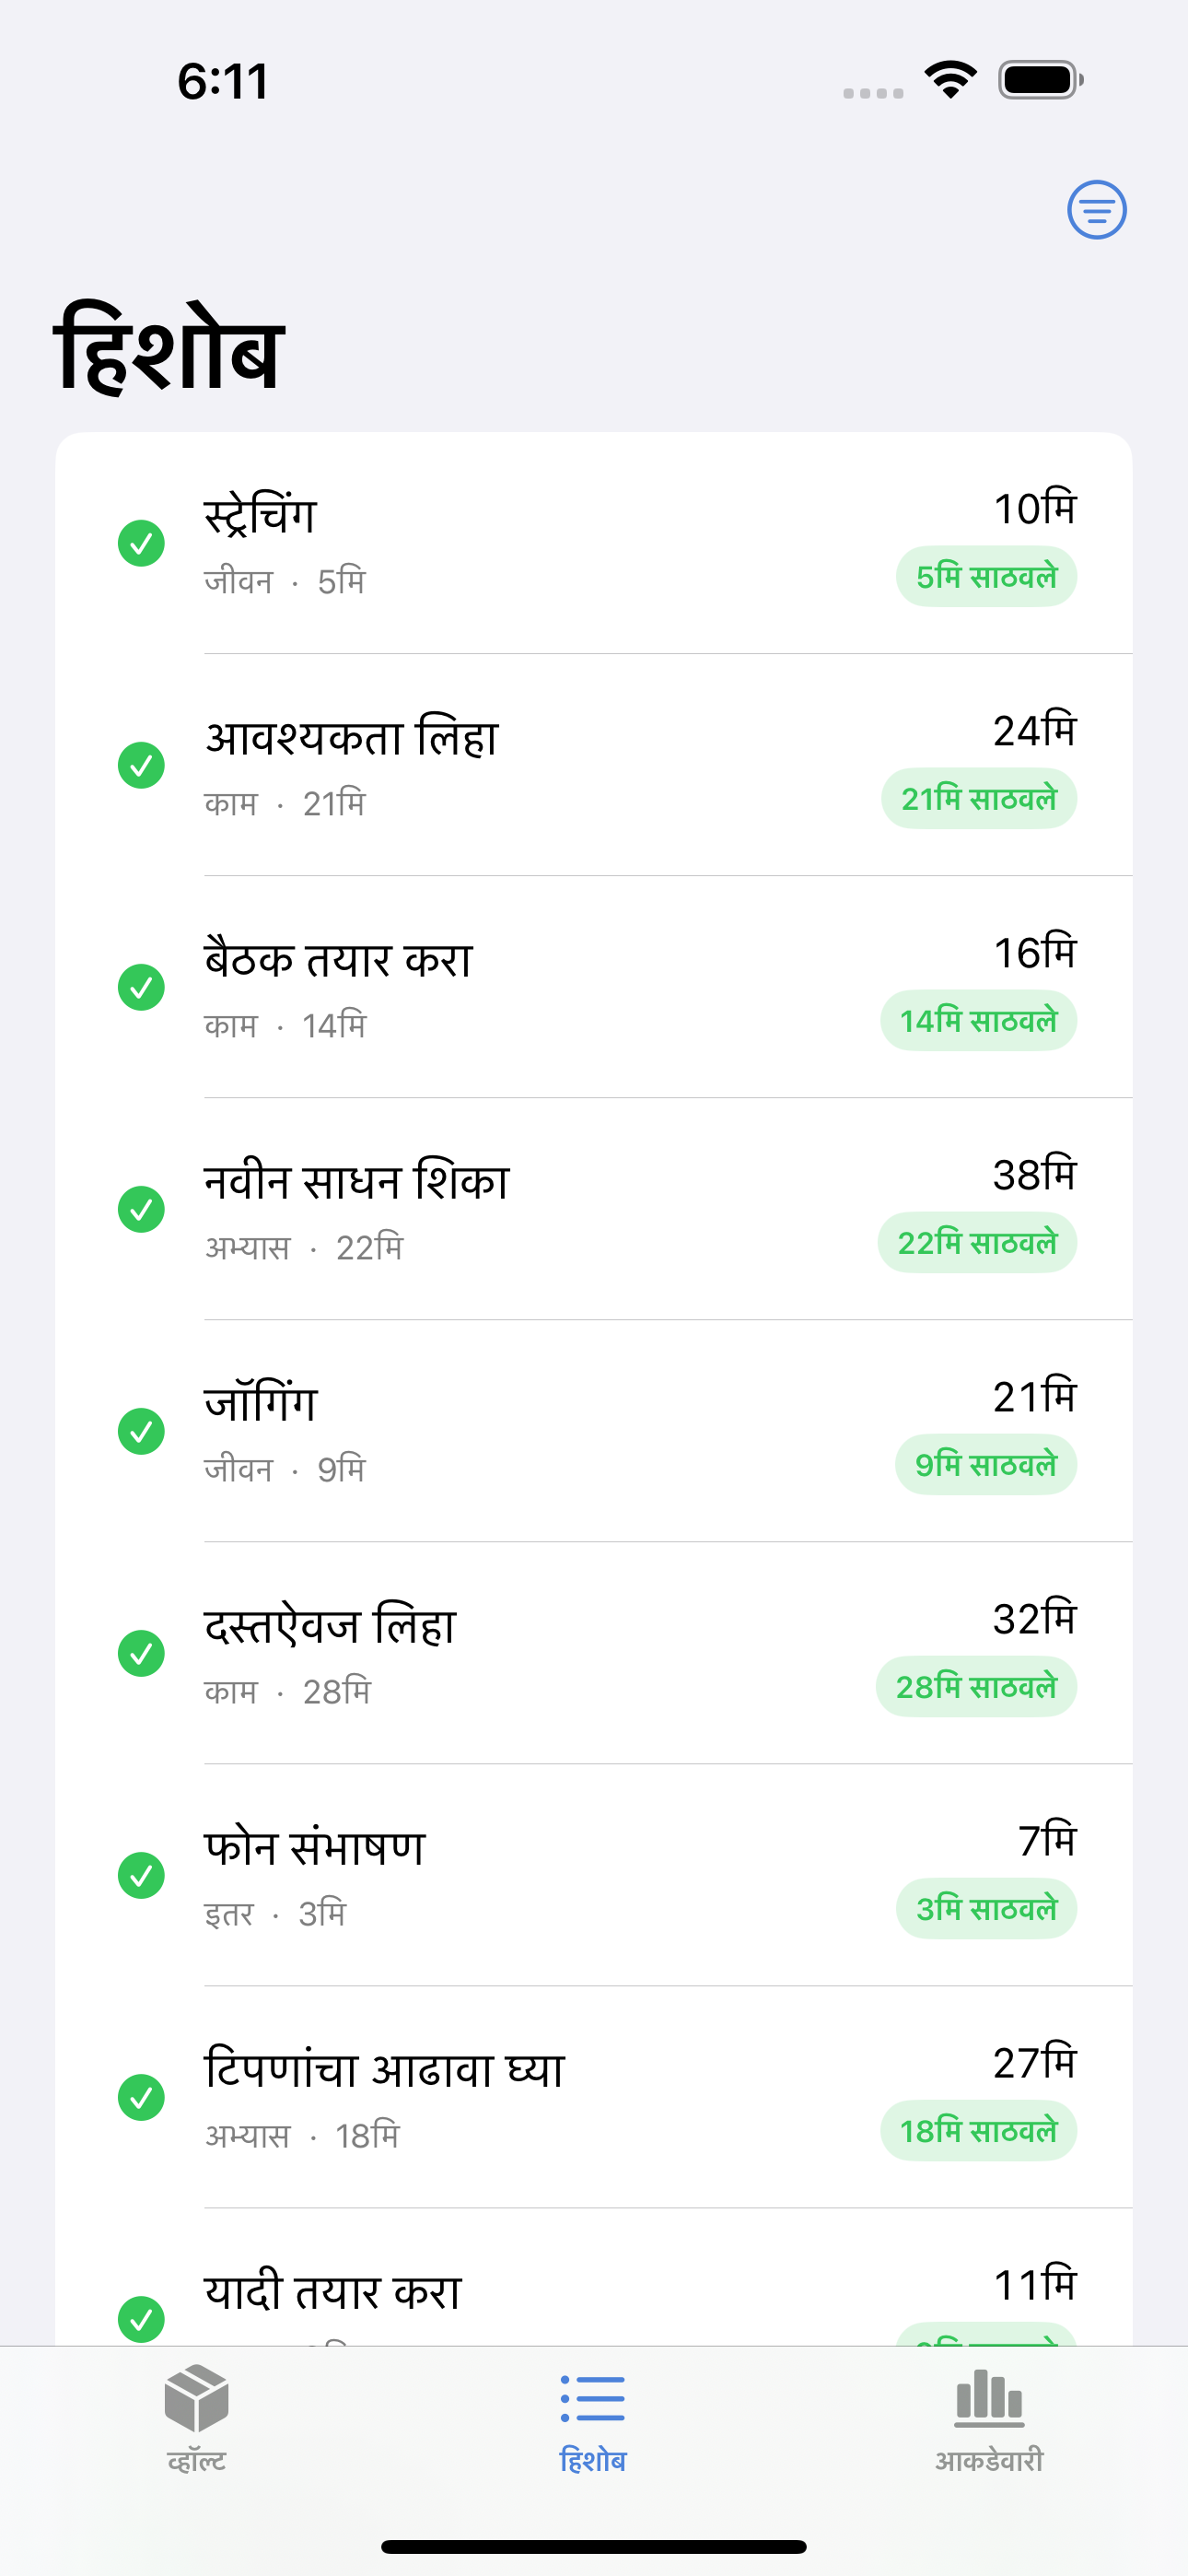 6:11
हिशोब
स्ट्रेचिंग
10मि
जीवन · 5मि
5मि साठवले
आवश्यकता लिहा
24मि
काम · 21मि
21मि साठवले
बैठक तयार करा
16मि
काम · 14मि
14मि साठवले
नवीन साधन शिका
38मि
अभ्यास · 22मि
22मि साठवले
जॉगिंग
21मि
जीवन · 9मि
9मि साठवले
दस्तऐवज लिहा
32मि
काम · 28मि
28मि साठवले
फोन संभाषण
7मि
इतर · 3मि
3मि साठवले
टिपणांचा आढावा घ्या
27मि
अभ्यास · 18मि
18मि साठवले
यादी तयार करा
11मि
व्हॉल्ट
हिशोब
आकडेवारी